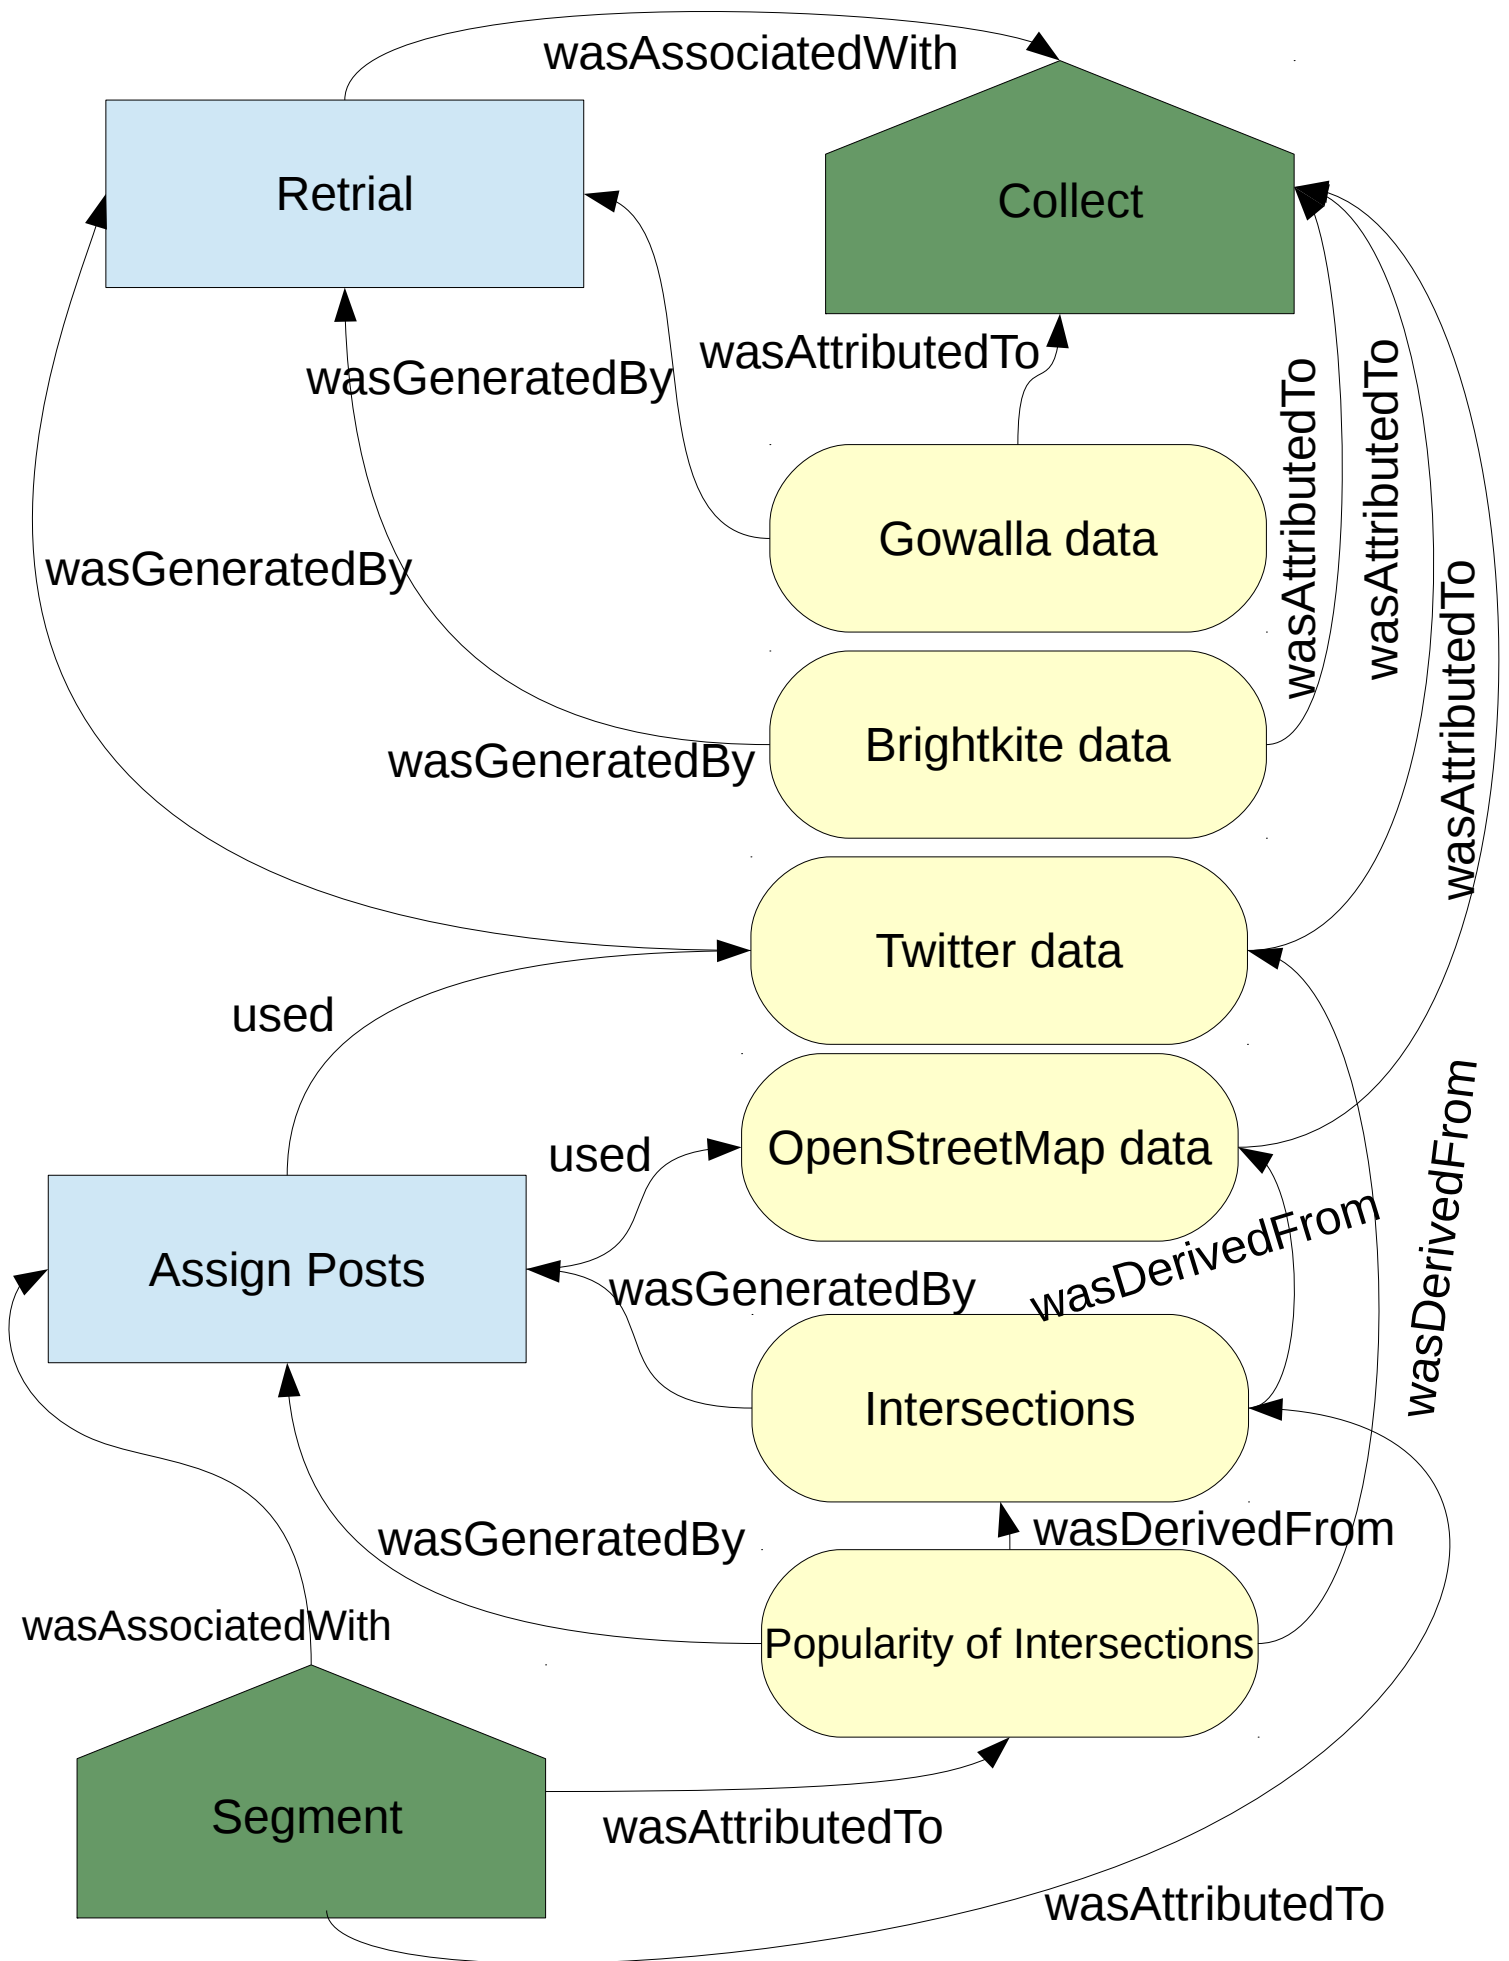 wasAssociatedWith
Retrial
Collect
wasAttributedTo
wasGeneratedBy
wasAttributedTo
wasAttributedTo
Gowalla data
wasGeneratedBy
wasAttributedTo
Brightkite data
wasGeneratedBy
Twitter data
used
used
OpenStreetMap data
wasDerivedFrom
wasDerivedFrom
Assign Posts
wasGeneratedBy
Intersections
wasDerivedFrom
wasGeneratedBy
wasAssociatedWith
Popularity of Intersections
Segment
wasAttributedTo
wasAttributedTo